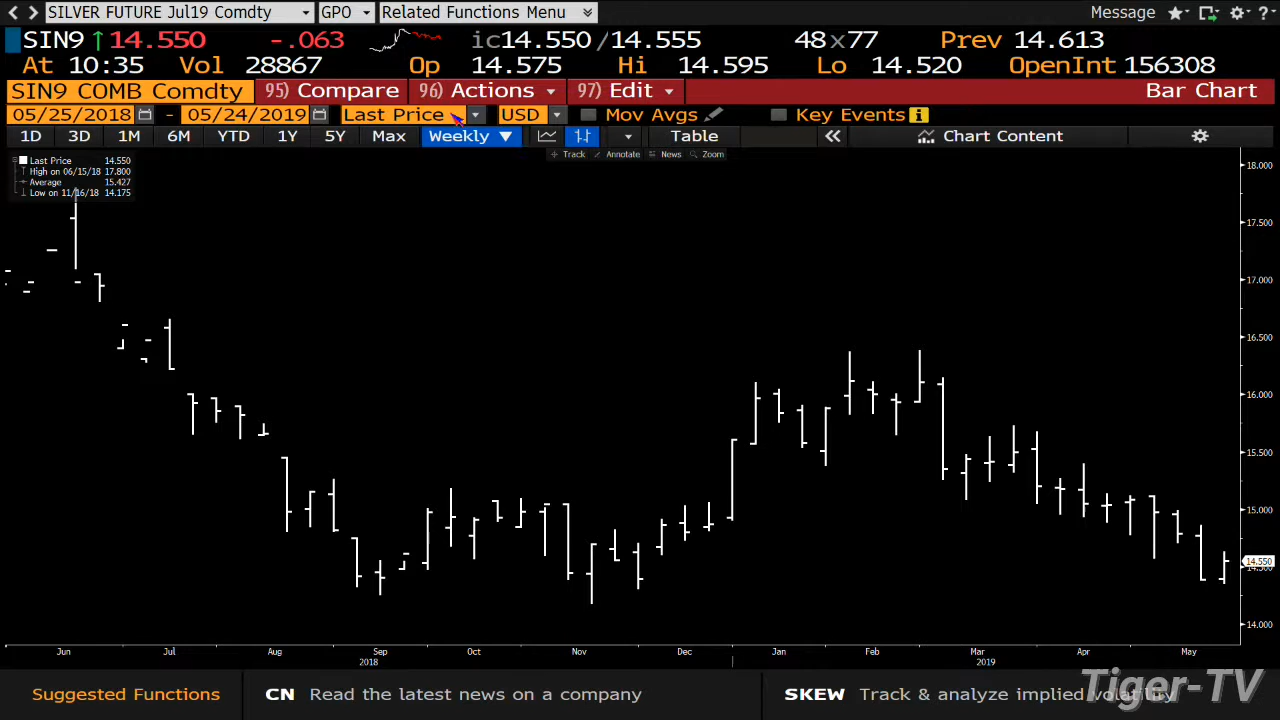 SILVER FUTURE Jul19 Comdty GPO Related Functions Menu Message ?
SIN9 ↑ 14.550 -.063 ic14.550 /14.555 48x77 Prev 14.613
At 10:35 Vol 28867 Op 14.575 Hi 14.595 Lo 14.520 OpenInt 156308
SIN9 COMB Comdty 95) Compare 96) Actions 97) Edit Bar Chart
05/25/2018 - 05/24/2019 Last Price USD Mov Avgs Key Events i
1D 3D 1M 6M YTD 1Y 5Y Max Weekly ▼ Table « Chart Content
Track Annotate News Zoom
Last Price 14.550
High on 06/15/18 17.800
Average 15.427
Low on 11/16/18 14.175
18.000
17.500
17.000
16.500
16.000
15.500
15.000
14.550
14.500
14.000
Jun Jul Aug Sep Oct Nov Dec Jan Feb Mar Apr May
2018 2019
Suggested Functions CN Read the latest news on a company SKEW Track & analyze implied volatility
Tiger-TV